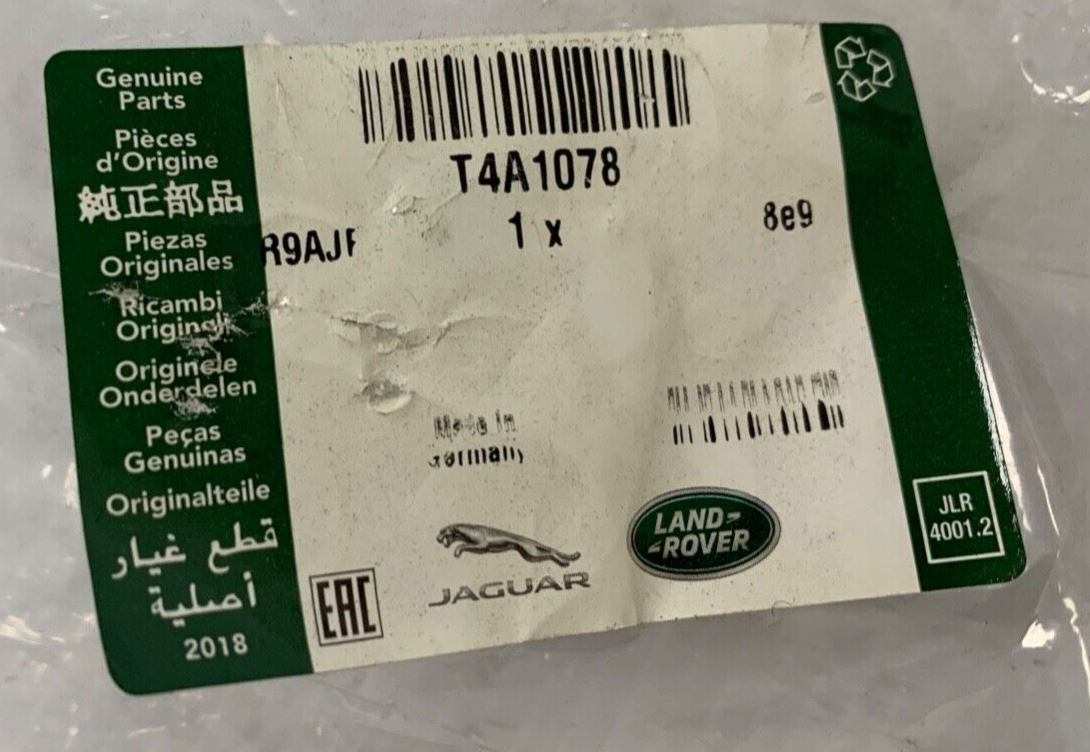 Genuine
Parts
Pièces
d'Origine
純正部品
Piezas
Originales
Ricambi
Originali
Originele
Onderdelen
Peças
Genuinas
Originalteile
قطع غيار
أصلية
2018
T4A1078
1 x
8e9
R9AJF
Made in
Germany
EAC
JAGUAR
LAND-
-ROVER
JLR
4001.2